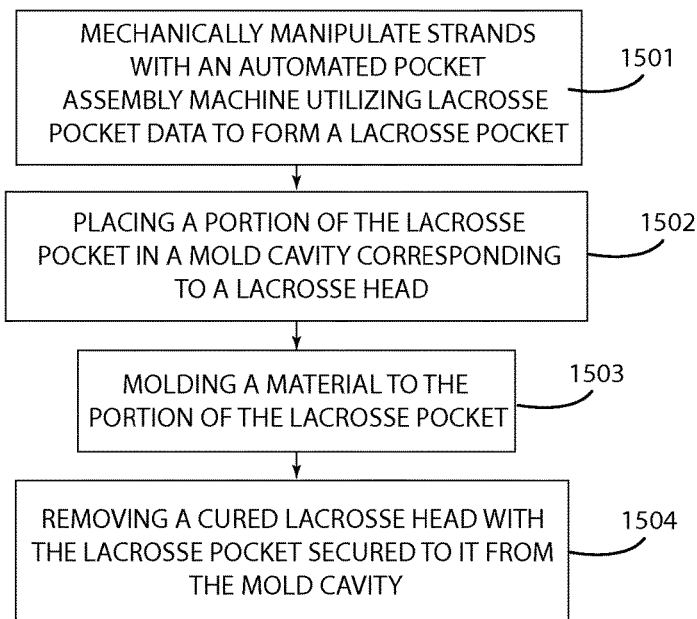 MECHANICALLY MANIPULATE STRANDS
WITH AN AUTOMATED POCKET
ASSEMBLY MACHINE UTILIZING LACROSSE
POCKET DATA TO FORM A LACROSSE POCKET
1501
PLACING A PORTION OF THE LACROSSE
POCKET IN A MOLD CAVITY CORRESPONDING
TO A LACROSSE HEAD
1502
MOLDING A MATERIAL TO THE
PORTION OF THE LACROSSE POCKET
1503
REMOVING A CURED LACROSSE HEAD WITH
THE LACROSSE POCKET SECURED TO IT FROM
THE MOLD CAVITY
1504